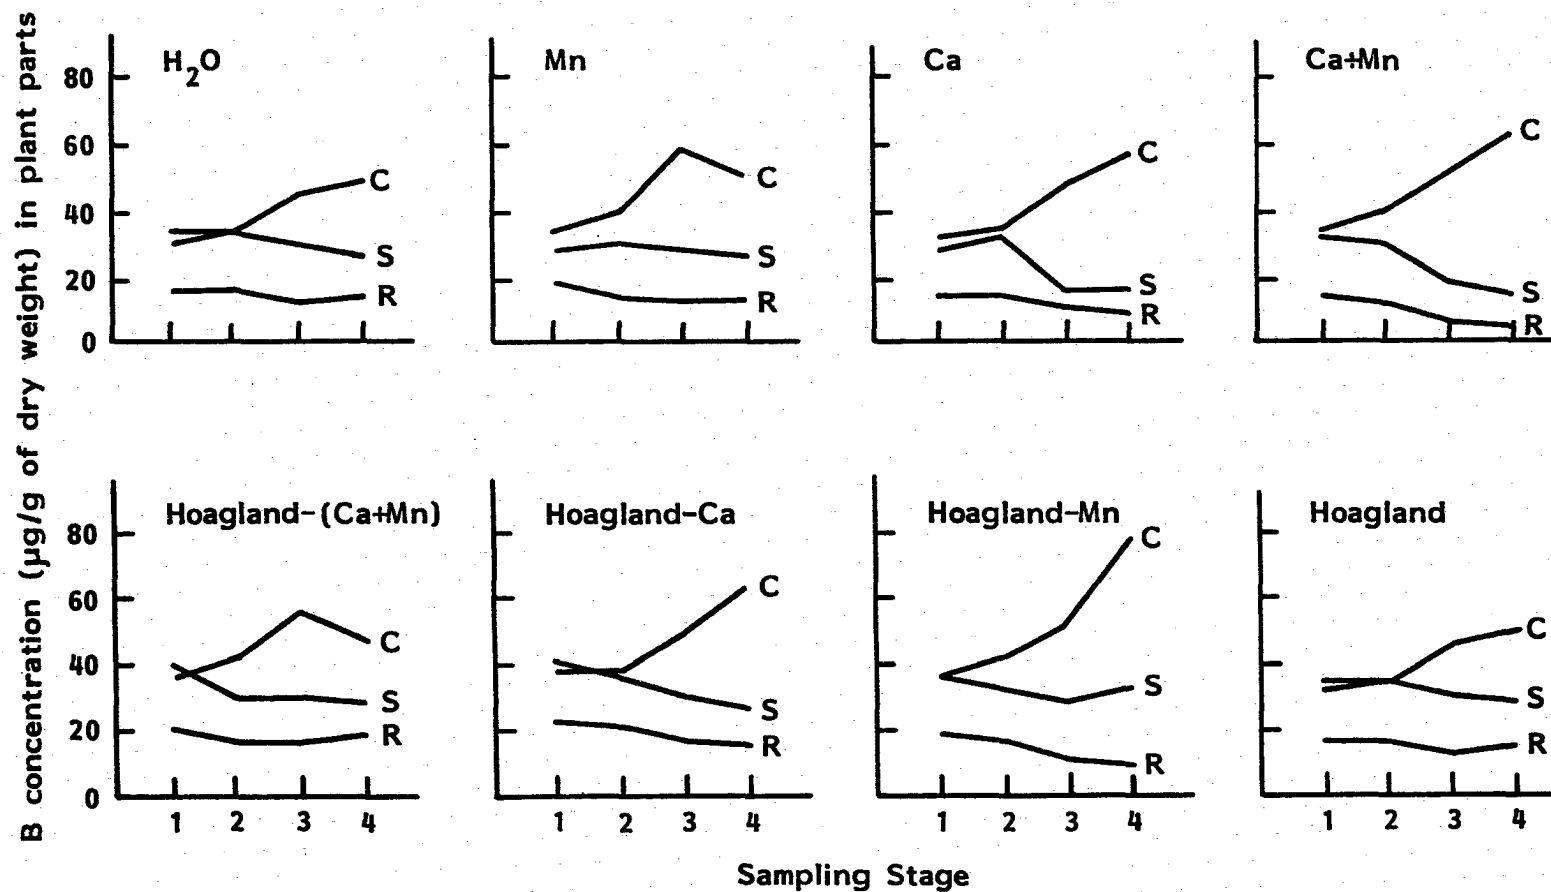 B concentration (µg/g of dry weight) in plant parts
H₂O
80
60
40
20
0
C
S
R
Mn
C
S
R
Ca
C
S
R
Ca+Mn
C
S
R
Hoagland-(Ca+Mn)
80
60
40
20
0
C
S
R
1 2 3 4
Hoagland-Ca
C
S
R
1 2 3 4
Hoagland-Mn
C
S
R
1 2 3 4
Hoagland
C
S
R
1 2 3 4
Sampling Stage